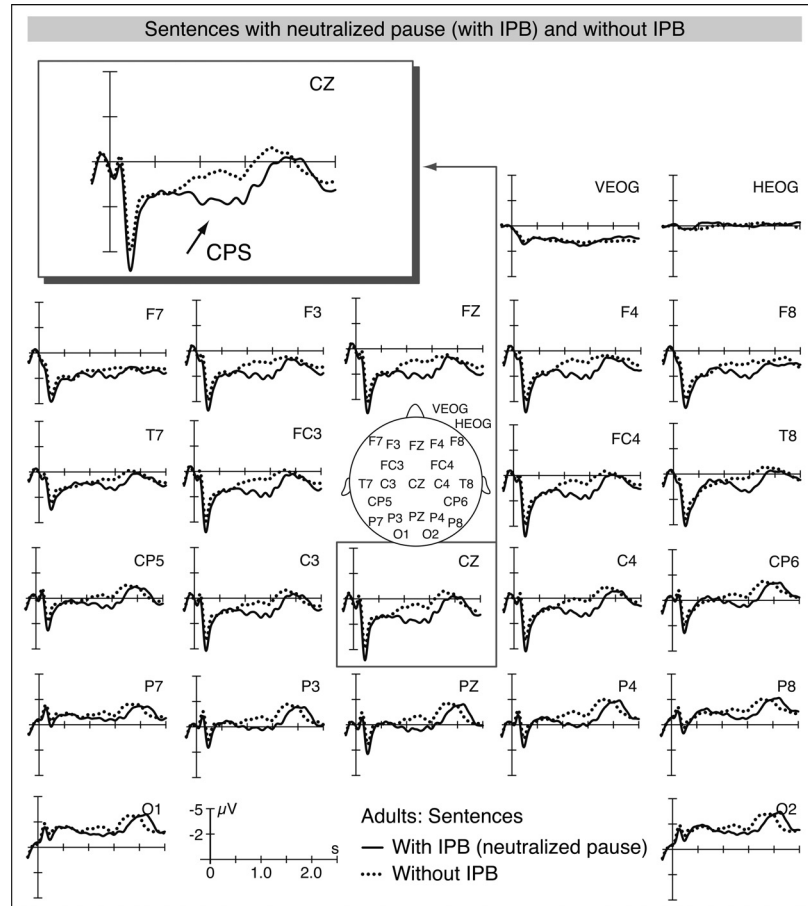 Sentences with neutralized pause (with IPB) and without IPB
CZ
CPS
VEOG HEOG
F7 F3 FZ F4 F8
VEOG
HEOG
F7 F3 FZ F4 F8
FC3 FC4
T7 C3 CZ C4 T8
CP5 CP6
P7 P3 PZ P4 P8
O1 O2
T7 FC3 FC4 T8
CP5 C3 CZ C4 CP6
P7 P3 PZ P4 P8
O1 O2
-5 µV
-2
s
0 1.0 2.0
Adults: Sentences
With IPB (neutralized pause)
Without IPB